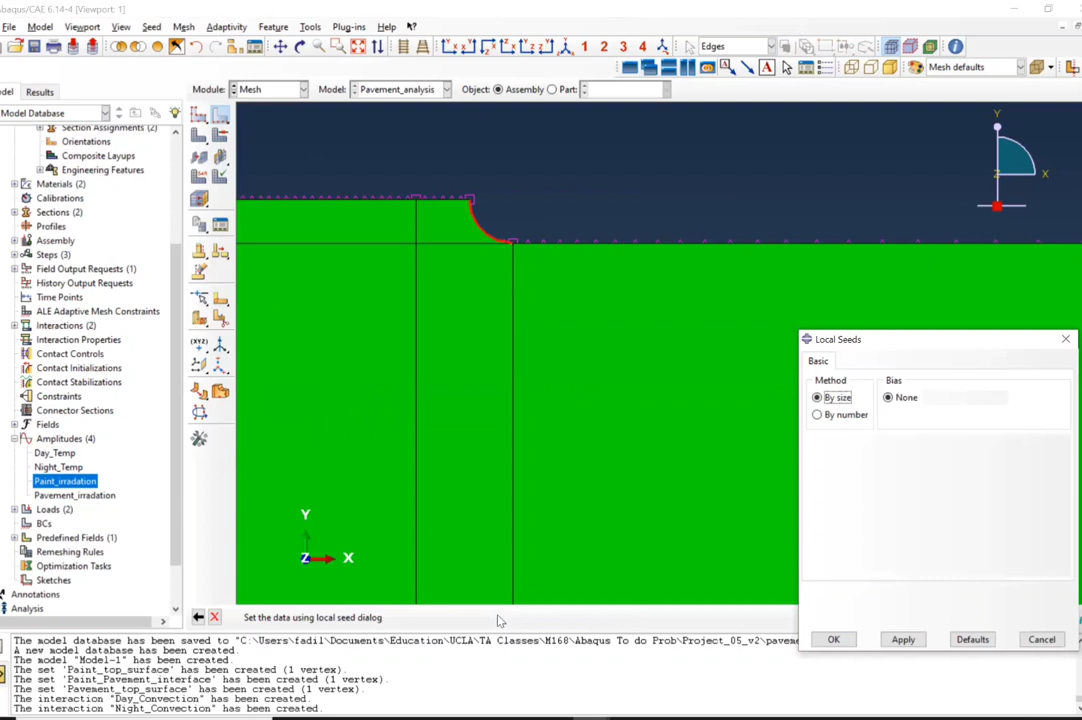 Abaqus/CAE 6.14-4 [Viewport: 1]
File Model Viewport View Seed Mesh Adaptivity Feature Tools Plug-ins Help
1 2 3 4 Edges
A Mesh defaults
Results Module: Mesh Model: Pavement_analysis Object: Assembly Part:
Model Database
Section Assignments (2)
Orientations
Composite Layups
Engineering Features
Materials (2)
Calibrations
Sections (2)
Profiles
Assembly
Steps (3)
Field Output Requests (1)
History Output Requests
Time Points
ALE Adaptive Mesh Constraints
Interactions (2)
Interaction Properties
Contact Controls
Contact Initializations
Contact Stabilizations
Constraints
Connector Sections
Fields
Amplitudes (4)
Day_Temp
Night_Temp
Paint_irradation
Pavement_irradation
Loads (2)
BCs
Predefined Fields (1)
Remeshing Rules
Optimization Tasks
Sketches
Annotations
Analysis
(XYZ)
Y
Z X
Y
Z X
Local Seeds
Basic
Method Bias
By size None
By number
OK Apply Defaults Cancel
Set the data using local seed dialog
The model database has been saved to "C:\Users\fadil\Documents\Education\UCLA\TA Classes\M168\Abaqus To do Prob\Project_05_v2\paveme
A new model database has been created.
The model "Model-1" has been created.
The set 'Paint_top_surface' has been created (1 vertex).
The set 'Paint_Pavement_interface' has been created (1 vertex).
The set 'Pavement_top_surface' has been created (1 vertex).
The interaction "Day_Convection" has been created.
The interaction "Night_Convection" has been created.